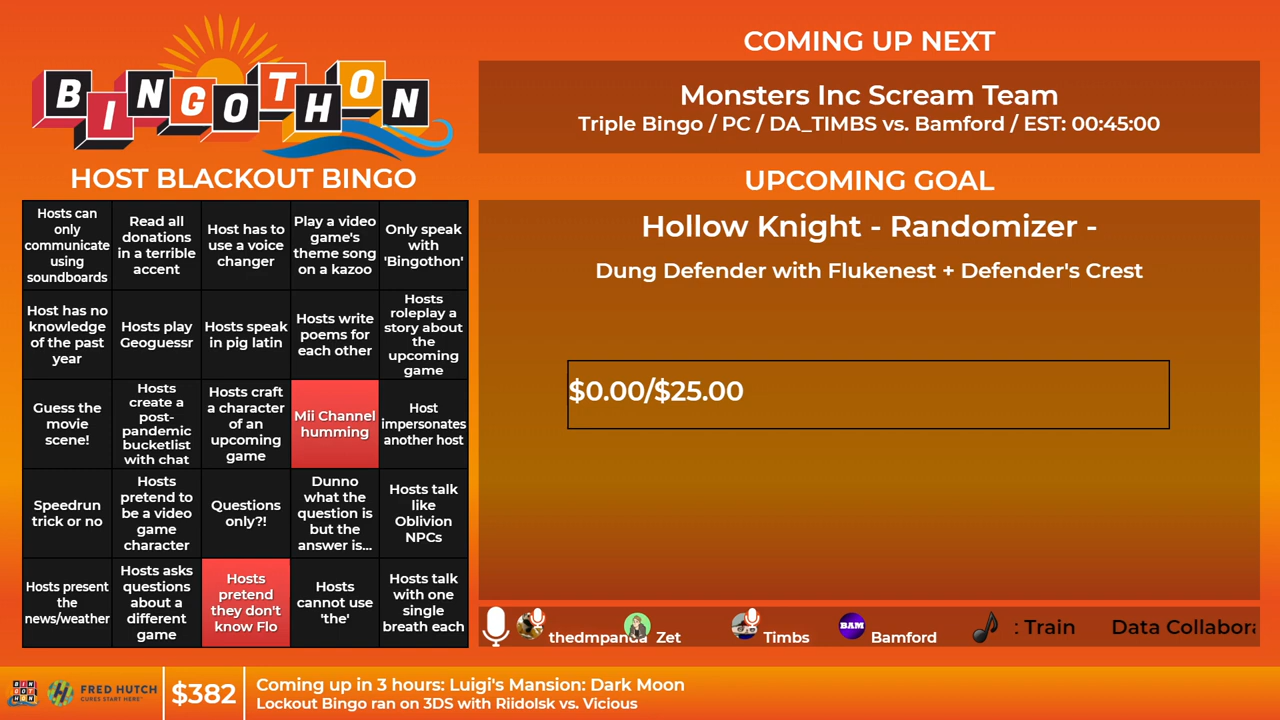 BINGOTHON
HOST BLACKOUT BINGO
Hosts can
only
communicate
using
soundboards
Read all
donations
in a terrible
accent
Host has to
use a voice
changer
Play a video
game's
theme song
on a kazoo
Only speak
with
'Bingothon'
Host has no
knowledge
of the past
year
Hosts play
Geoguessr
Hosts speak
in pig latin
Hosts write
poems for
each other
Hosts
roleplay a
story about
the
upcoming
game
Guess the
movie
scene!
Hosts
create a
post-
pandemic
bucketlist
with chat
Hosts craft
a character
of an
upcoming
game
Mii Channel
humming
Host
impersonates
another host
Speedrun
trick or no
Hosts
pretend to
be a video
game
character
Questions
only?!
Dunno
what the
question is
but the
answer is...
Hosts talk
like
Oblivion
NPCs
Hosts present
the
news/weather
Hosts asks
questions
about a
different
game
Hosts
pretend
they don't
know Flo
Hosts
cannot use
'the'
Hosts talk
with one
single
breath each
COMING UP NEXT
Monsters Inc Scream Team
Triple Bingo / PC / DA_TIMBS vs. Bamford / EST: 00:45:00
UPCOMING GOAL
Hollow Knight - Randomizer -
Dung Defender with Flukenest + Defender's Crest
$0.00/$25.00
thedmpanda Zet Timbs BAM Bamford : Train Data Collabora
BINGOTHON FRED HUTCH
CURES START HERE
$382
Coming up in 3 hours: Luigi's Mansion: Dark Moon
Lockout Bingo ran on 3DS with Riidolsk vs. Vicious